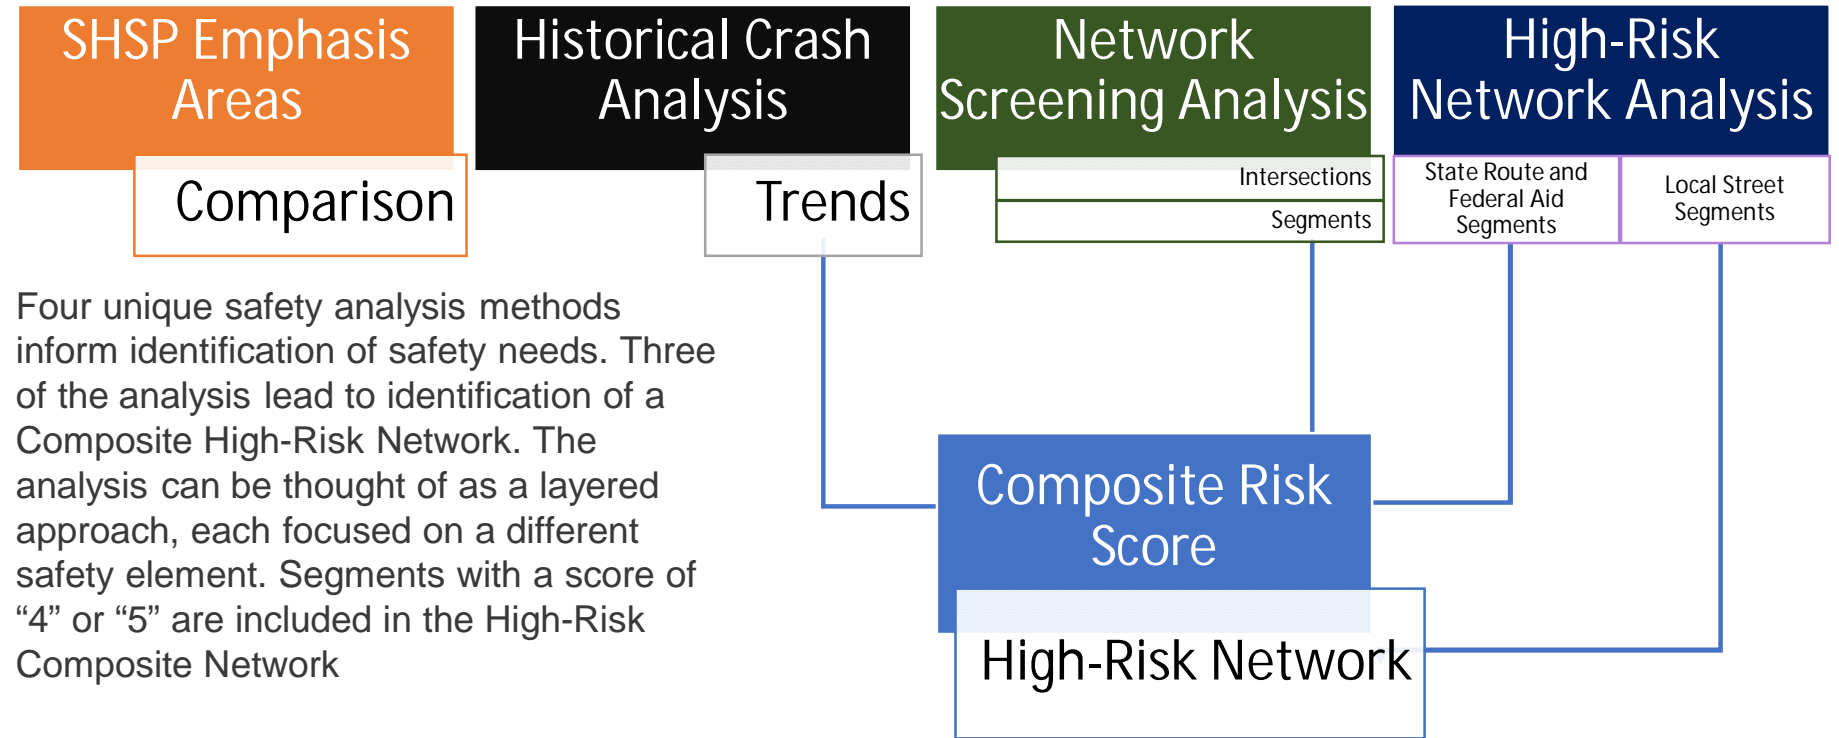 SHSP Emphasis
Areas
Comparison
Historical Crash
Analysis
Trends
Network
Screening Analysis
Intersections
Segments
High-Risk
Network Analysis
State Route and
Federal Aid
Segments
Local Street
Segments
Four unique safety analysis methods
inform identification of safety needs. Three
of the analysis lead to identification of a
Composite High-Risk Network. The
analysis can be thought of as a layered
approach, each focused on a different
safety element. Segments with a score of
“4” or “5” are included in the High-Risk
Composite Network
Composite Risk
Score
High-Risk Network